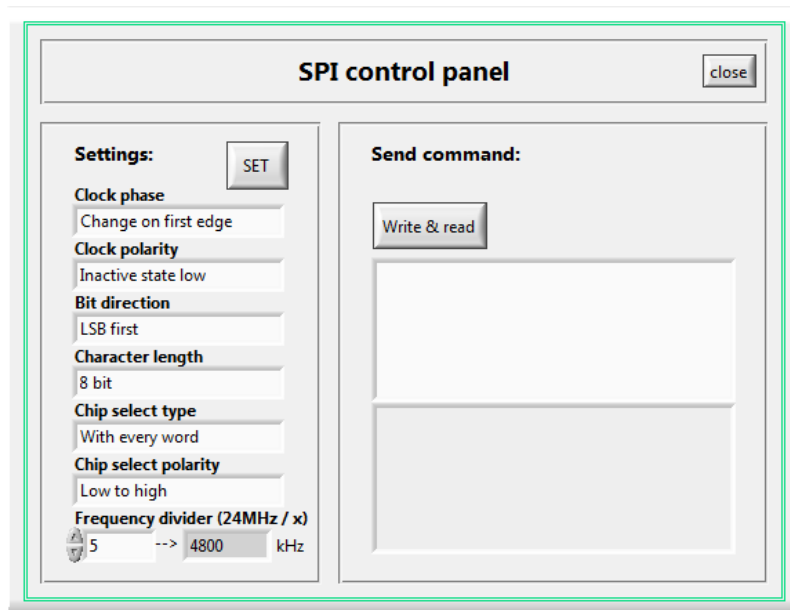 SPI control panel
close
Settings:
SET
Clock phase
Change on first edge
Clock polarity
Inactive state low
Bit direction
LSB first
Character length
8 bit
Chip select type
With every word
Chip select polarity
Low to high
Frequency divider (24MHz / x)
5 --> 4800 kHz
Send command:
Write & read